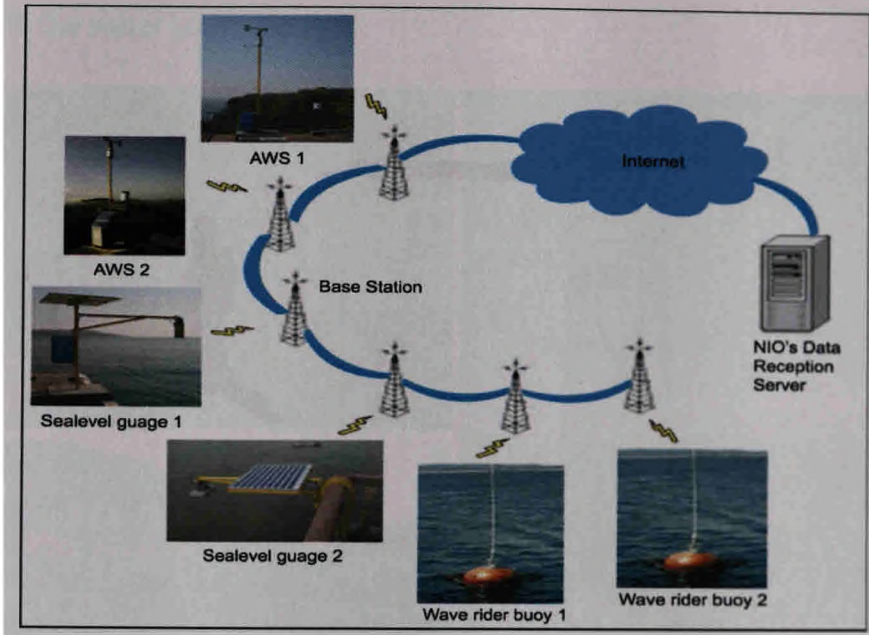 AWS 1
Internet
AWS 2
Base Station
NIO's Data
Reception
Server
Sealevel guage 1
Sealevel guage 2
Wave rider buoy 1
Wave rider buoy 2